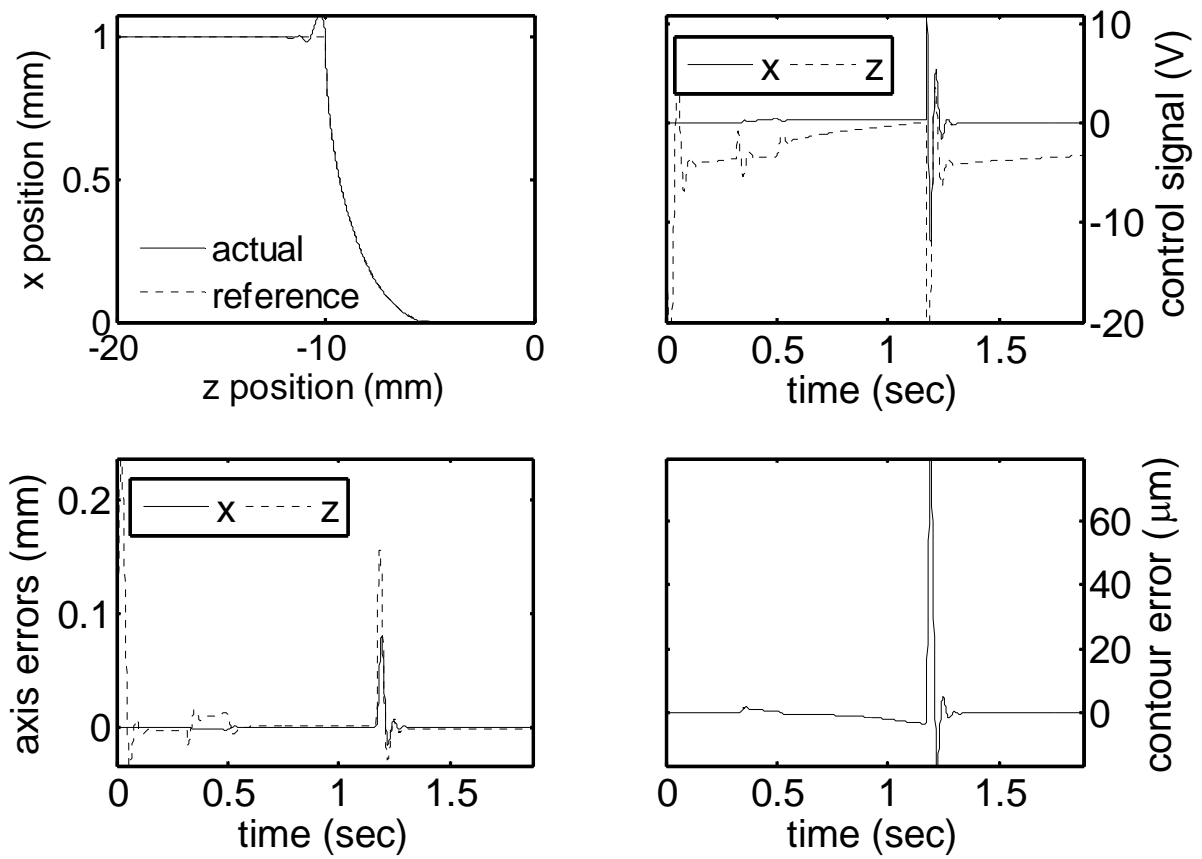 x position (mm)
1
0.5
0
actual
reference
-20
-10
0
z position (mm)
x z
10
0
-10
-20
control signal (V)
0
0.5
1
1.5
time (sec)
axis errors (mm)
0.2
0.1
0
x z
0
0.5
1
1.5
time (sec)
60
40
20
0
contour error (μm)
0
0.5
1
1.5
time (sec)